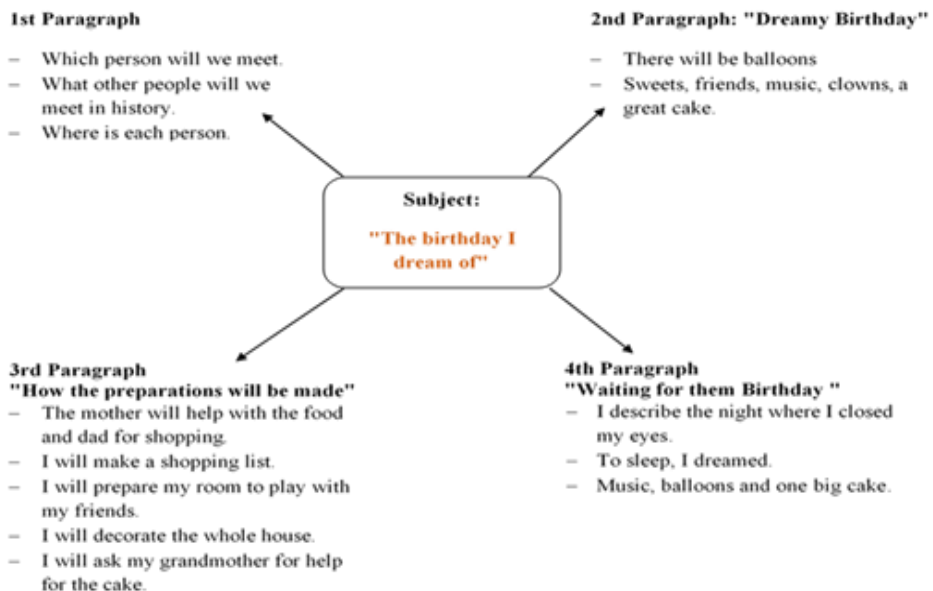 1st Paragraph
– Which person will we meet.
– What other people will we
meet in history.
– Where is each person.
2nd Paragraph: "Dreamy Birthday"
– There will be balloons
– Sweets, friends, music, clowns, a
great cake.
Subject:
"The birthday I
dream of"
3rd Paragraph
"How the preparations will be made"
– The mother will help with the food
and dad for shopping.
– I will make a shopping list.
– I will prepare my room to play with
my friends.
– I will decorate the whole house.
– I will ask my grandmother for help
for the cake.
4th Paragraph
"Waiting for them Birthday "
– I describe the night where I closed
my eyes.
– To sleep, I dreamed.
– Music, balloons and one big cake.